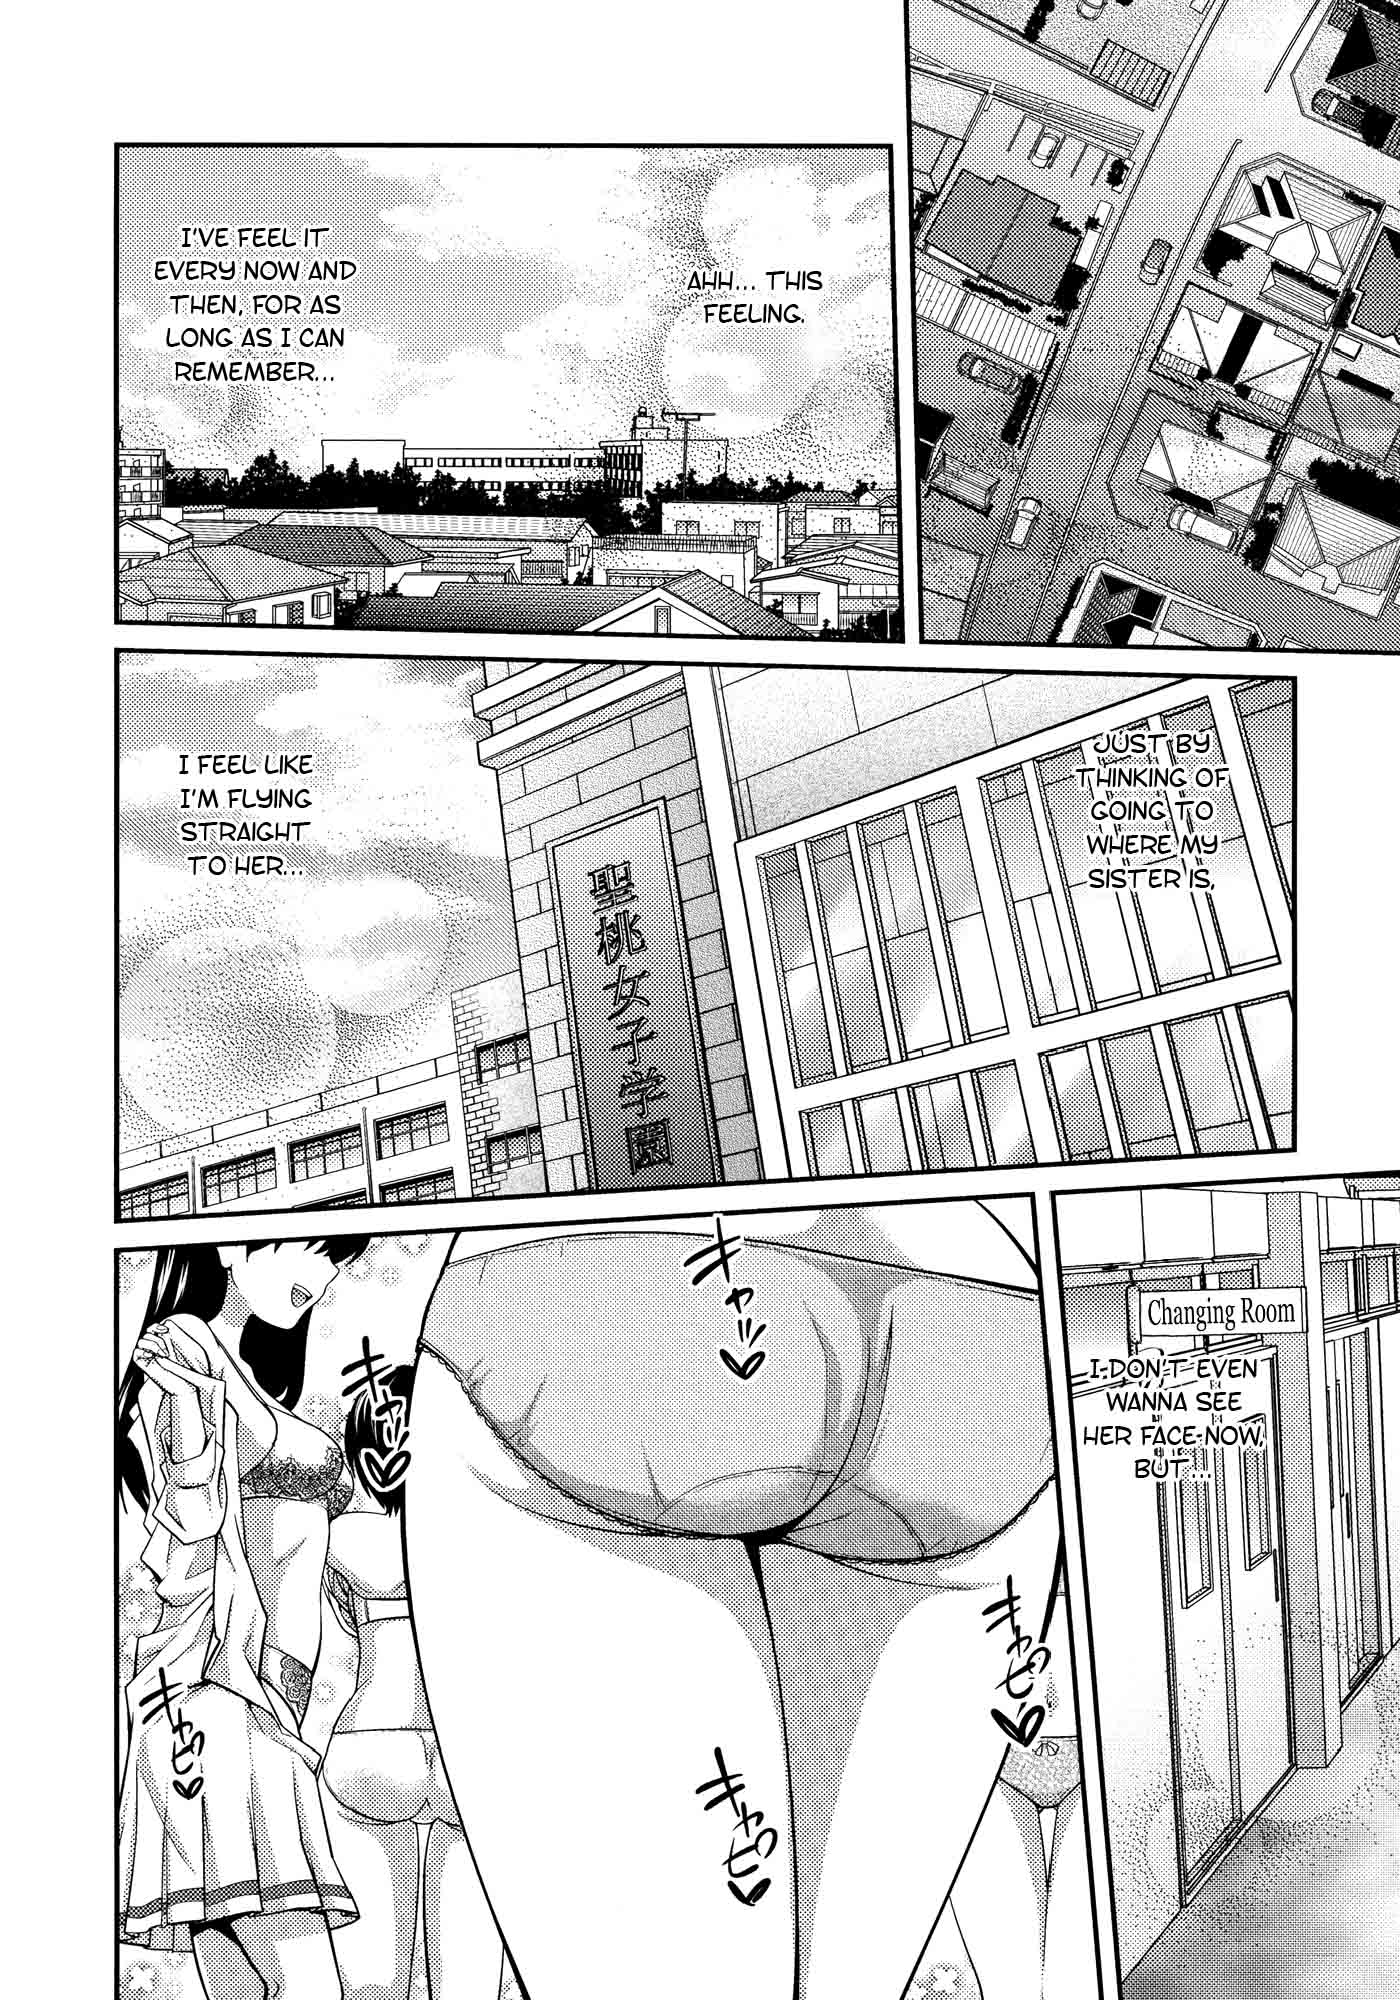 AHH... THIS
FEELING.
I'VE FEEL IT
EVERY NOW AND
THEN, FOR AS
LONG AS I CAN
REMEMBER...
JUST BY
THINKING OF
GOING TO
WHERE MY
SISTER IS,
I FEEL LIKE
I'M FLYING
STRAIGHT
TO HER...
聖桃女子学園
Changing Room
I DON'T EVEN
WANNA SEE
HER FACE NOW,
BUT...
キャッ
キャッ
キャッ
キャッ
キャッ